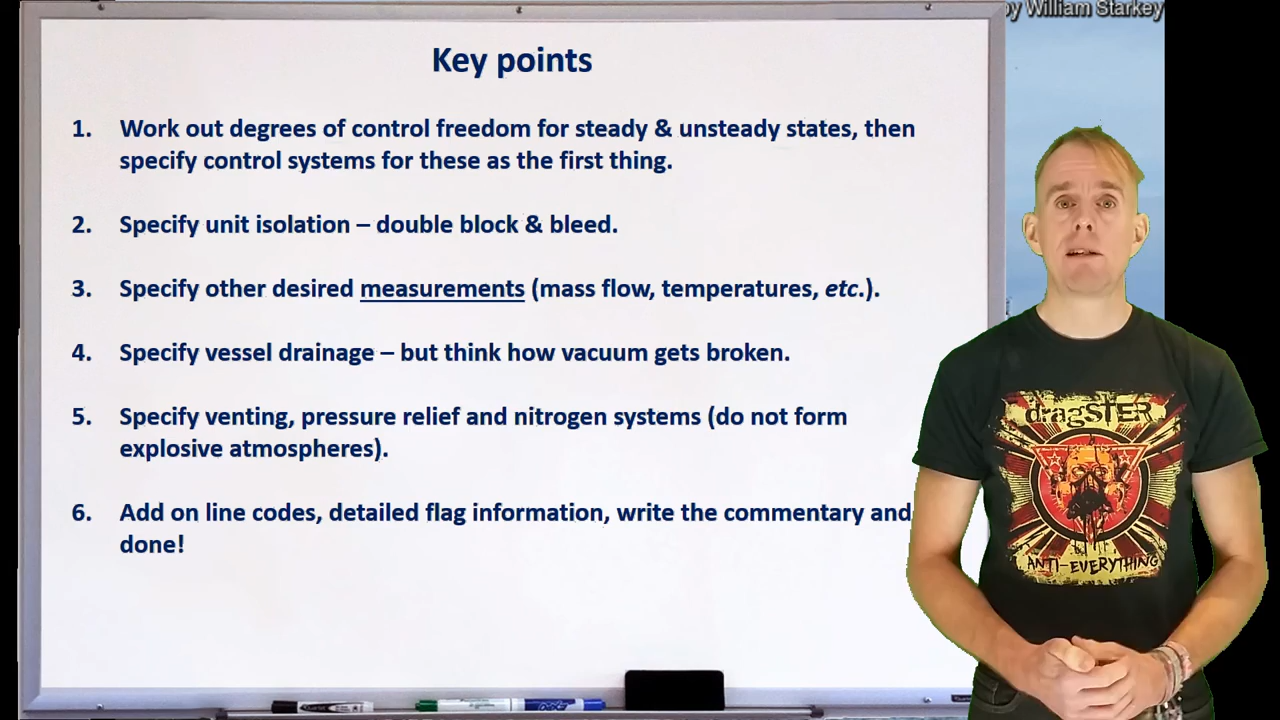 by William Starkey
Key points
1. Work out degrees of control freedom for steady & unsteady states, then
specify control systems for these as the first thing.
2. Specify unit isolation – double block & bleed.
3. Specify other desired measurements (mass flow, temperatures, etc.).
4. Specify vessel drainage – but think how vacuum gets broken.
5. Specify venting, pressure relief and nitrogen systems (do not form
explosive atmospheres).
6. Add on line codes, detailed flag information, write the commentary and
done!
dragSTER
ANTI-EVERYTHING